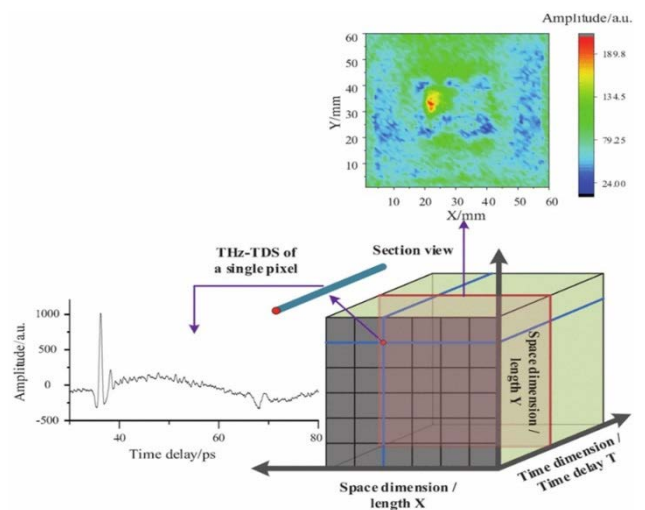 Amplitude/a.u.
60
50
40
30
20
10
Y/mm
10 20 30 40 50 60
X/mm
189.8
134.5
79.25
24.00
THz-TDS of
a single pixel
Section view
1000
500
0
-500
Amplitude/a.u.
40 60 80
Time delay/ps
Space dimension /
length Y
Time dimension /
Time delay T
Space dimension /
length X